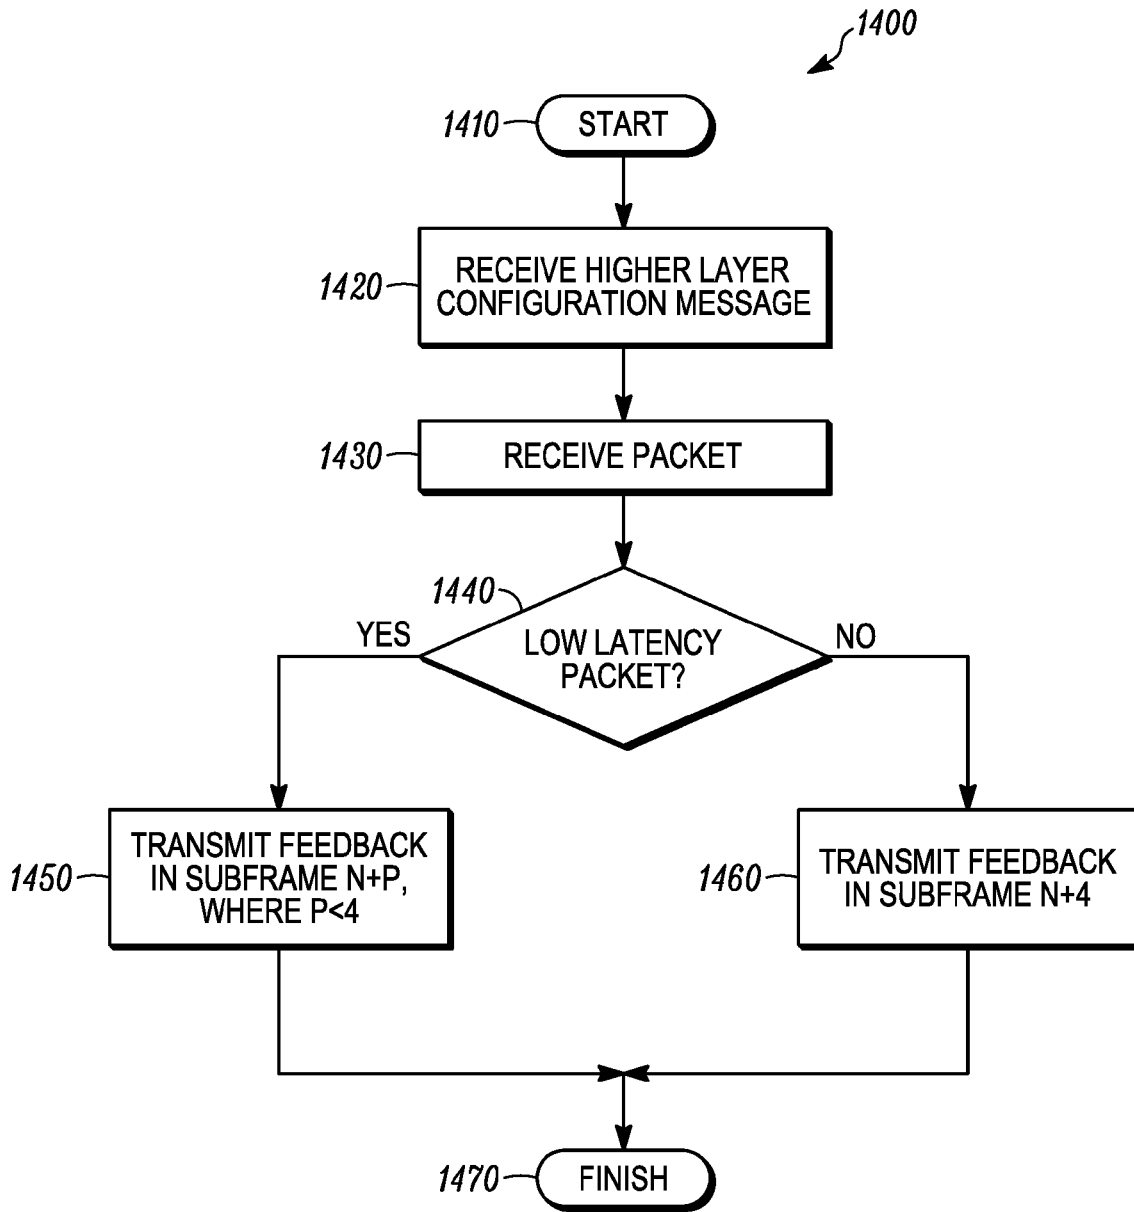 1400
1410
START
1420
RECEIVE HIGHER LAYER
CONFIGURATION MESSAGE
1430
RECEIVE PACKET
1440
YES
LOW LATENCY
PACKET?
NO
1450
TRANSMIT FEEDBACK
IN SUBFRAME N+P,
WHERE P<4
1460
TRANSMIT FEEDBACK
IN SUBFRAME N+4
1470
FINISH